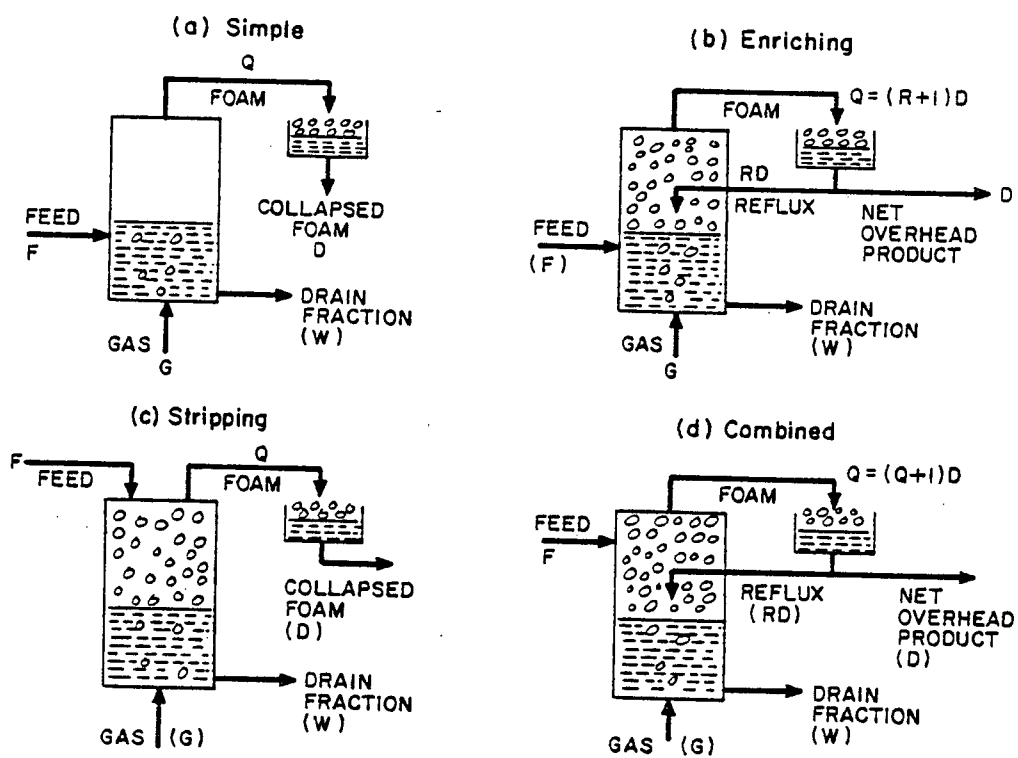 (a) Simple
Q
FOAM
FEED
F
COLLAPSED
FOAM
D
DRAIN
FRACTION
(W)
GAS
G
(b) Enriching
Q=(R+1)D
FOAM
RD
REFLUX
D
NET
OVERHEAD
PRODUCT
FEED
(F)
DRAIN
FRACTION
(W)
GAS
G
(c) Stripping
F
FEED
Q
FOAM
COLLAPSED
FOAM
(D)
DRAIN
FRACTION
(W)
GAS (G)
(d) Combined
Q=(Q+1)D
FOAM
FEED
F
REFLUX
(RD)
NET
OVERHEAD
PRODUCT
(D)
DRAIN
FRACTION
(W)
GAS (G)